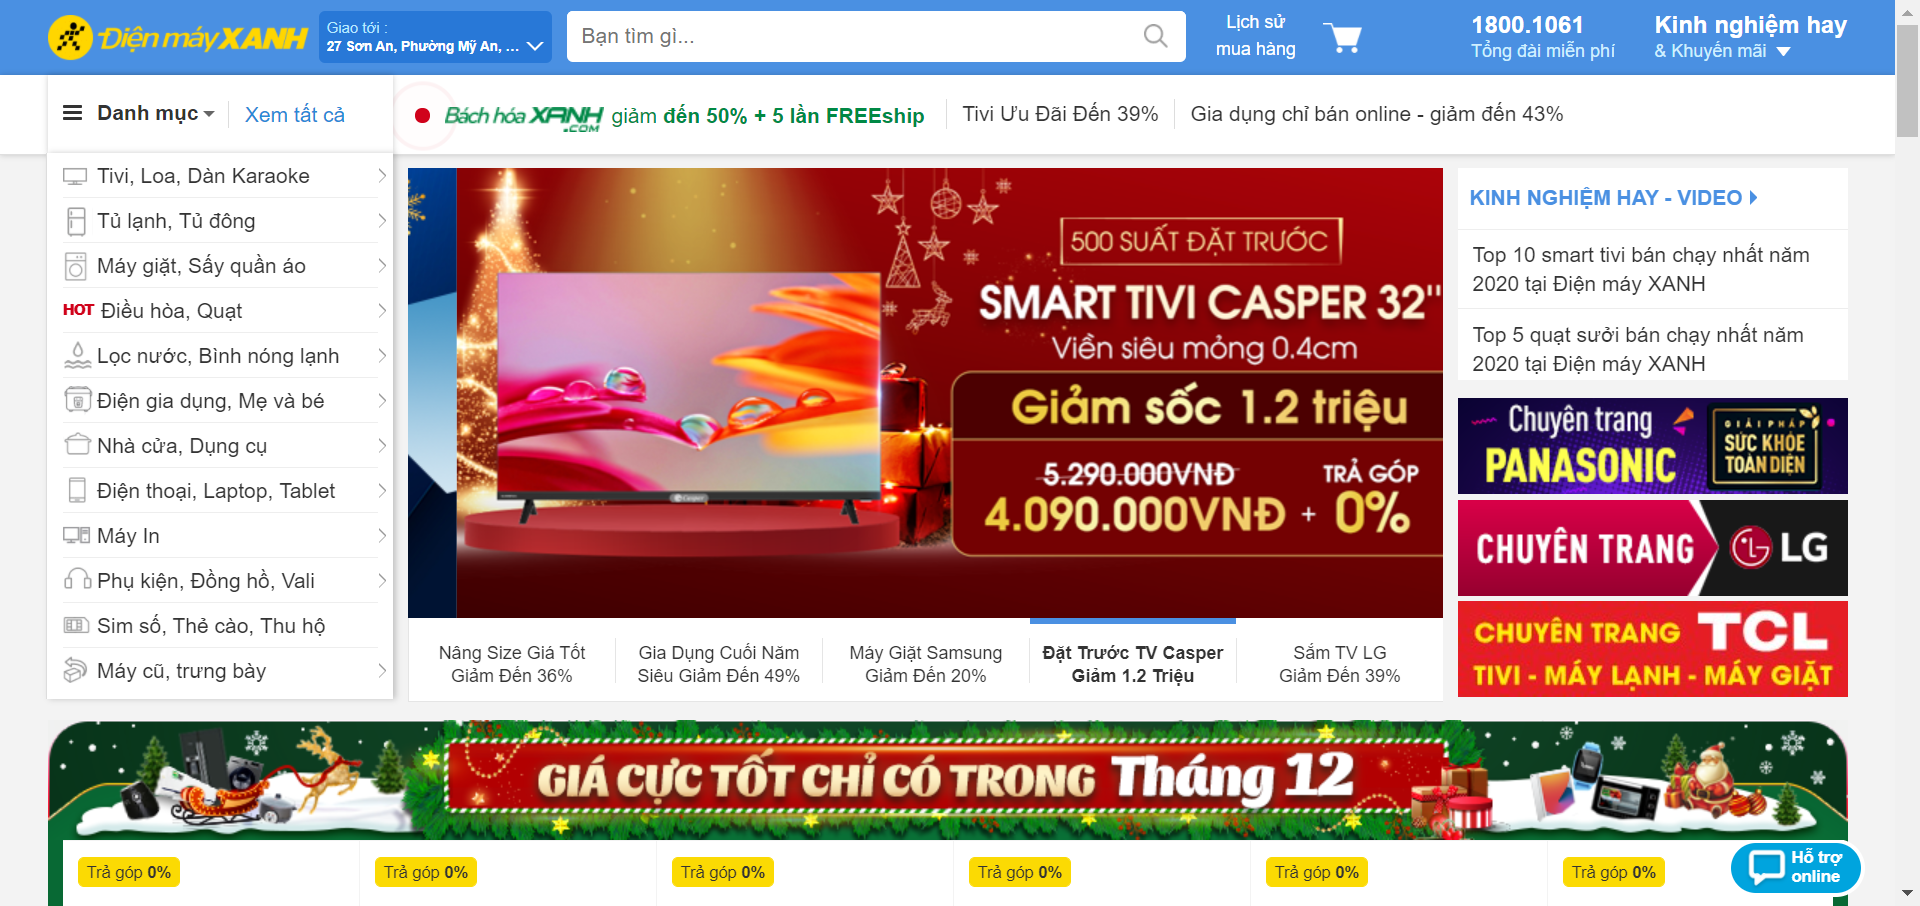 Điện máy XANH
Giao tới :
27 Sơn An, Phường Mỹ An, ...
Bạn tìm gì...
Lịch sử
mua hàng
1800.1061
Tổng đài miễn phí
Kinh nghiệm hay
& Khuyến mãi
Danh mục
Xem tất cả
Bách hóa XANH .COM giảm đến 50% + 5 lần FREEship
Tivi Ưu Đãi Đến 39%
Gia dụng chỉ bán online - giảm đến 43%
Tivi, Loa, Dàn Karaoke
Tủ lạnh, Tủ đông
Máy giặt, Sấy quần áo
HOT Điều hòa, Quạt
Lọc nước, Bình nóng lạnh
Điện gia dụng, Mẹ và bé
Nhà cửa, Dụng cụ
Điện thoại, Laptop, Tablet
Máy In
Phụ kiện, Đồng hồ, Vali
Sim số, Thẻ cào, Thu hộ
Máy cũ, trưng bày
500 SUẤT ĐẶT TRƯỚC
SMART TIVI CASPER 32"
Viền siêu mỏng 0.4cm
Giảm sốc 1.2 triệu
5.290.000VNĐ
4.090.000VNĐ +
TRẢ GÓP
0%
Casper
Nâng Size Giá Tốt
Giảm Đến 36%
Gia Dụng Cuối Năm
Siêu Giảm Đến 49%
Máy Giặt Samsung
Giảm Đến 20%
Đặt Trước TV Casper
Giảm 1.2 Triệu
Sắm TV LG
Giảm Đến 39%
KINH NGHIỆM HAY - VIDEO
Top 10 smart tivi bán chạy nhất năm
2020 tại Điện máy XANH
Top 5 quạt sưởi bán chạy nhất năm
2020 tại Điện máy XANH
Chuyên trang
PANASONIC
GIẢI PHÁP
SỨC KHỎE
TOÀN DIỆN
CHUYÊN TRANG
LG
CHUYÊN TRANG TCL
TIVI - MÁY LẠNH - MÁY GIẶT
GIÁ CỰC TỐT CHỈ CÓ TRONG Tháng 12
Trả góp 0%
Trả góp 0%
Trả góp 0%
Trả góp 0%
Trả góp 0%
Trả góp 0%
Hỗ trợ
online